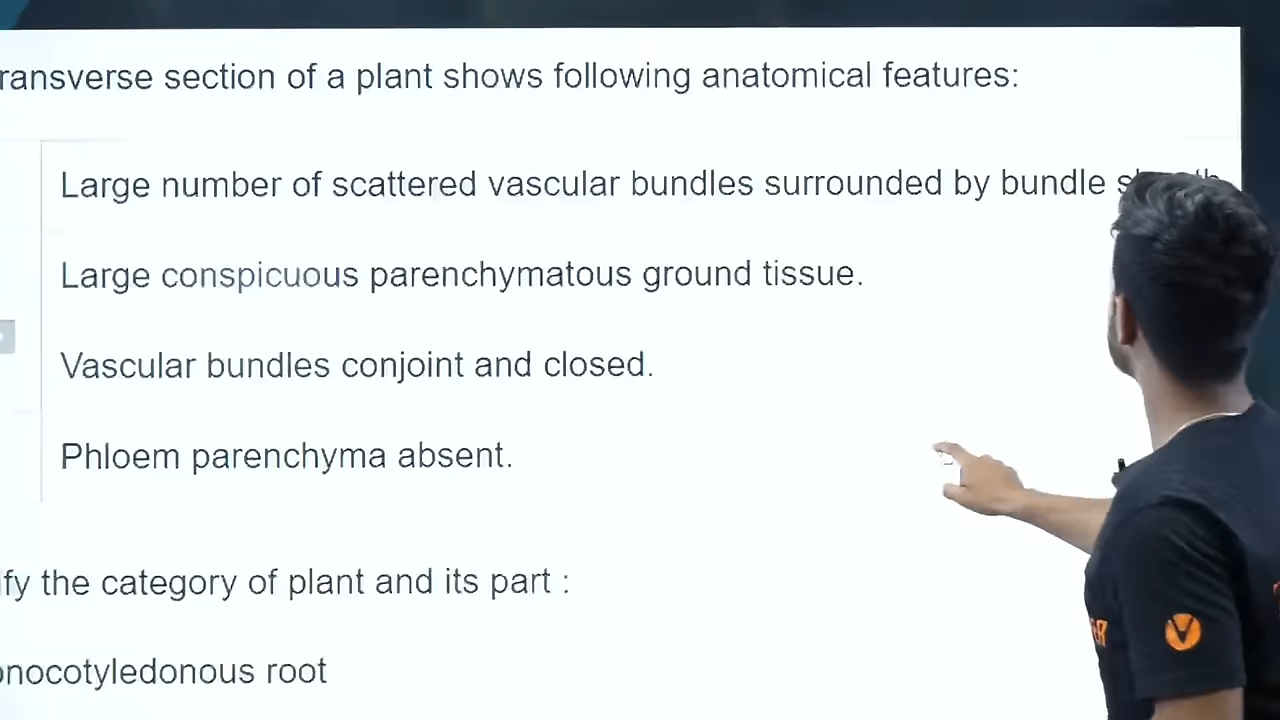 ransverse section of a plant shows following anatomical features:
Large number of scattered vascular bundles surrounded by bundle
Large conspicuous parenchymatous ground tissue.
Vascular bundles conjoint and closed.
Phloem parenchyma absent.
ify the category of plant and its part :
onocotyledonous root